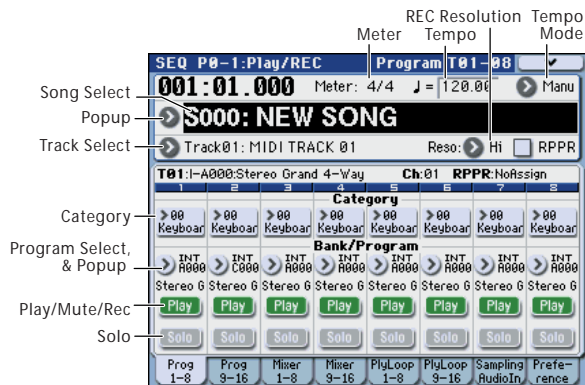 REC Resolution Tempo
Meter Tempo Mode
SEQ P0-1:Play/REC Program T01-08
001:01.000 Meter: 4/4 ♩= 120.00 Manu
Song Select
S000: NEW SONG
Popup
Track Select
Track01: MIDI TRACK 01 Reso: Hi RPPR
T01:I-A000:Stereo Grand 4-Way Ch:01 RPPR:NoAssign
1 2 3 4 5 6 7 8
Category
Category
00 00 00 00 00 00 00 00
Keyboar Keyboar Keyboar Keyboar Keyboar Keyboar Keyboar Keyboar
Bank/Program
Program Select,
& Popup
INT INT INT INT INT INT INT INT
A000 C000 A000 A000 A000 A000 A000 A000
Stereo G Stereo G Stereo G Stereo G Stereo G Stereo G Stereo G Stereo G
Play/Mute/Rec
Play Play Play Play Play Play Play Play
Solo
Solo Solo Solo Solo Solo Solo Solo Solo
Prog Prog Mixer Mixer PlyLoop PlyLoop Sampling Prefe-
1-8 9-16 1-8 9-16 1-8 9-16 AudioIn rence